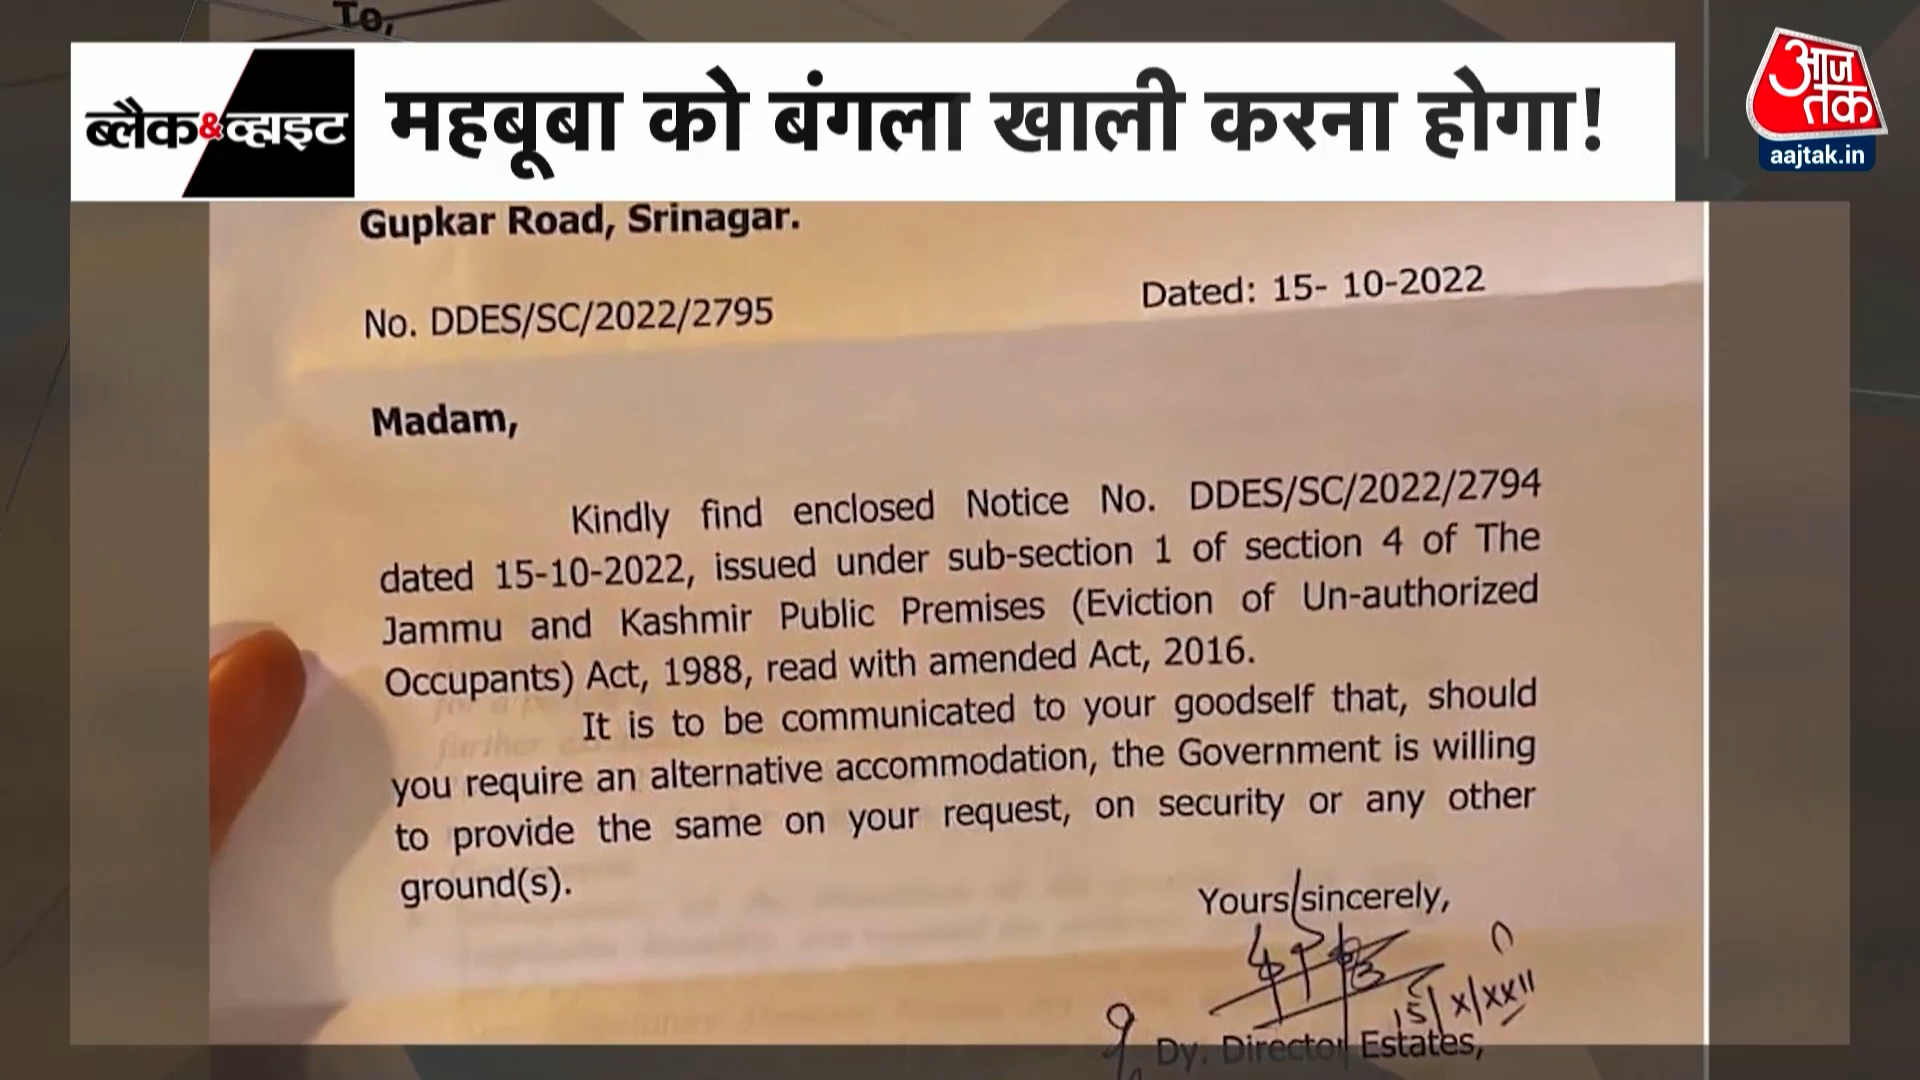 To,
ब्लैक&व्हाइट
महबूबा को बंगला खाली करना होगा!
आज तक
aajtak.in
Gupkar Road, Srinagar.
No. DDES/SC/2022/2795
Dated: 15- 10-2022
Madam,
Kindly find enclosed Notice No. DDES/SC/2022/2794
dated 15-10-2022, issued under sub-section 1 of section 4 of The
Jammu and Kashmir Public Premises (Eviction of Un-authorized
Occupants) Act, 1988, read with amended Act, 2016.
It is to be communicated to your goodself that, should
you require an alternative accommodation, the Government is willing
to provide the same on your request, on security or any other
ground(s).
Yours sincerely,
15/X/XXII
Dy. Director Estates,